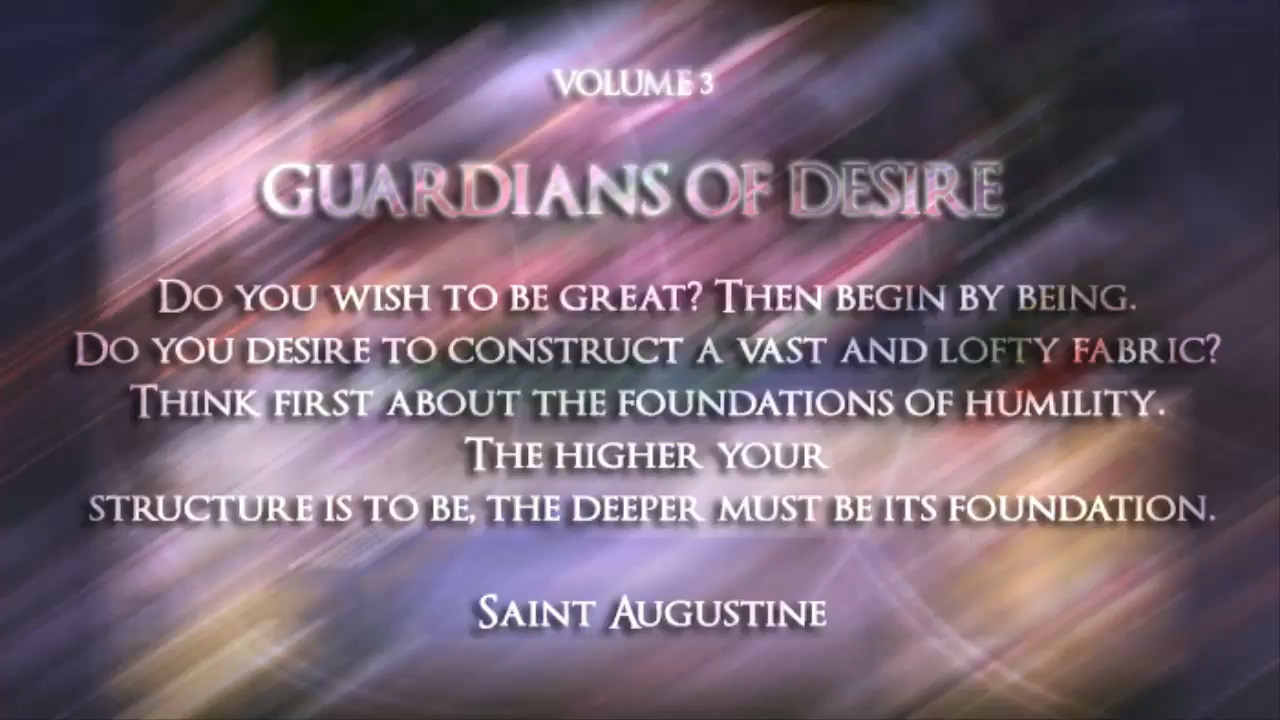 VOLUME 3
GUARDIANS OF DESIRE
DO YOU WISH TO BE GREAT? THEN BEGIN BY BEING.
DO YOU DESIRE TO CONSTRUCT A VAST AND LOFTY FABRIC?
THINK FIRST ABOUT THE FOUNDATIONS OF HUMILITY.
THE HIGHER YOUR
STRUCTURE IS TO BE, THE DEEPER MUST BE ITS FOUNDATION.
SAINT AUGUSTINE